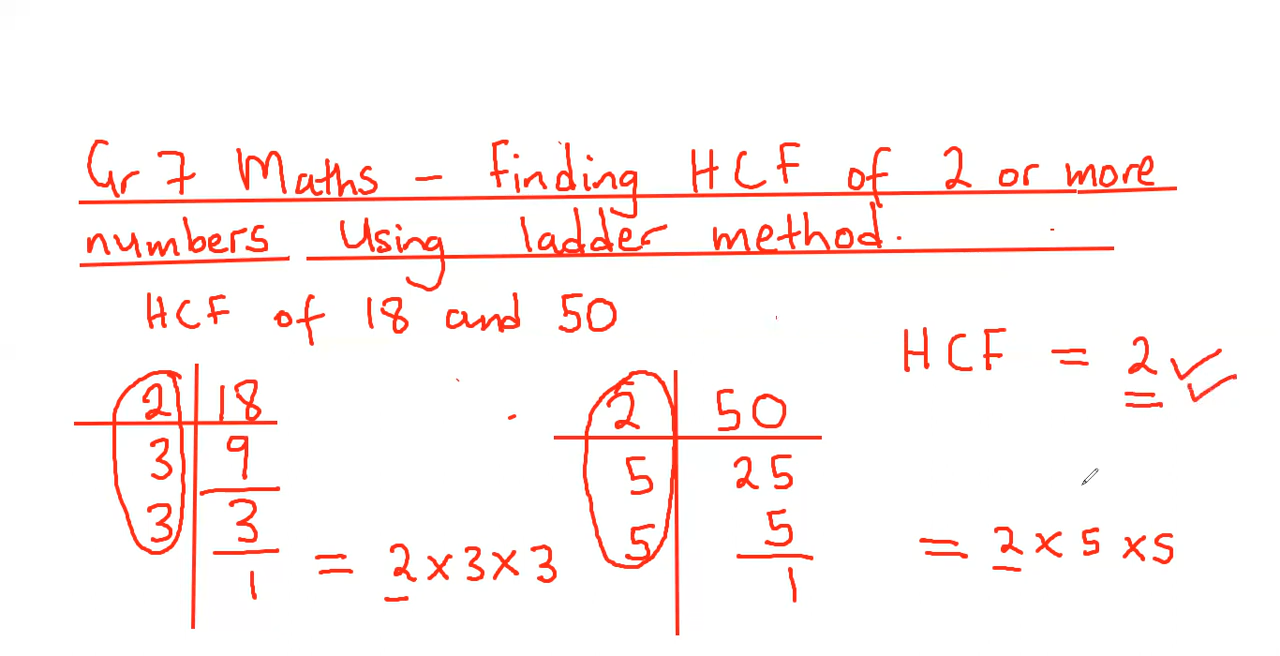 Gr 7 Maths - Finding HCF of 2 or more
numbers Using ladder method.
HCF of 18 and 50
HCF = 2
2 18
3 9
3 3
1
= 2 x 3 x 3
2 50
5 25
5 5
1
= 2 x 5 x 5